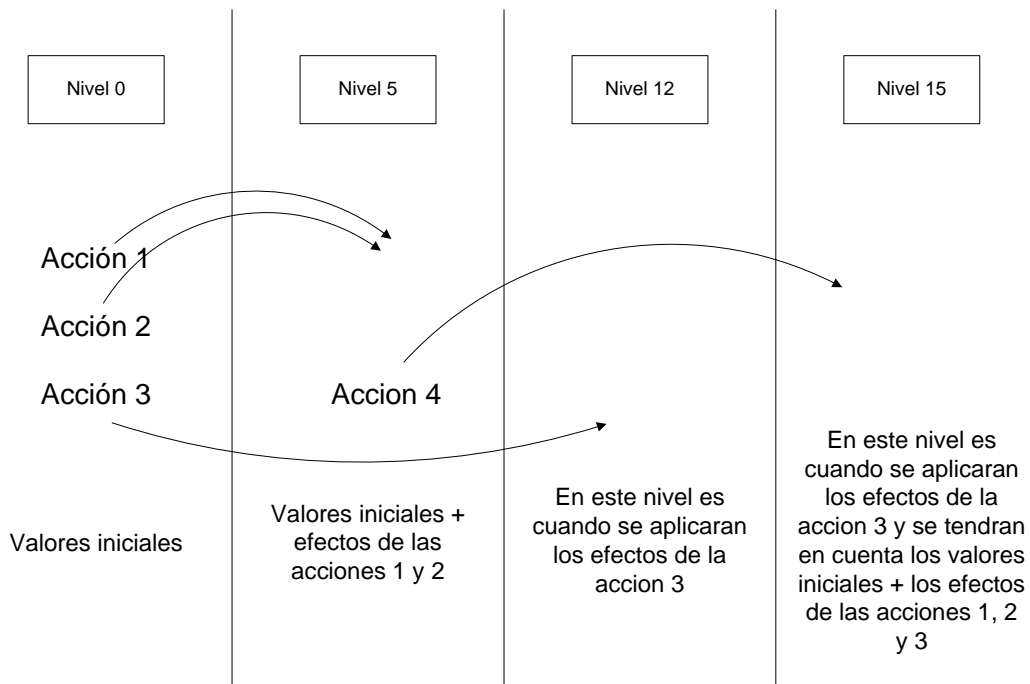 Nivel 0
Nivel 5
Nivel 12
Nivel 15
Acción 1
Acción 2
Acción 3
Accion 4
Valores iniciales
Valores iniciales +
efectos de las
acciones 1 y 2
En este nivel es
cuando se aplicaran
los efectos de la
accion 3
En este nivel es
cuando se aplicaran
los efectos de la
accion 3 y se tendran
en cuenta los valores
iniciales + los efectos
de las acciones 1, 2
y 3